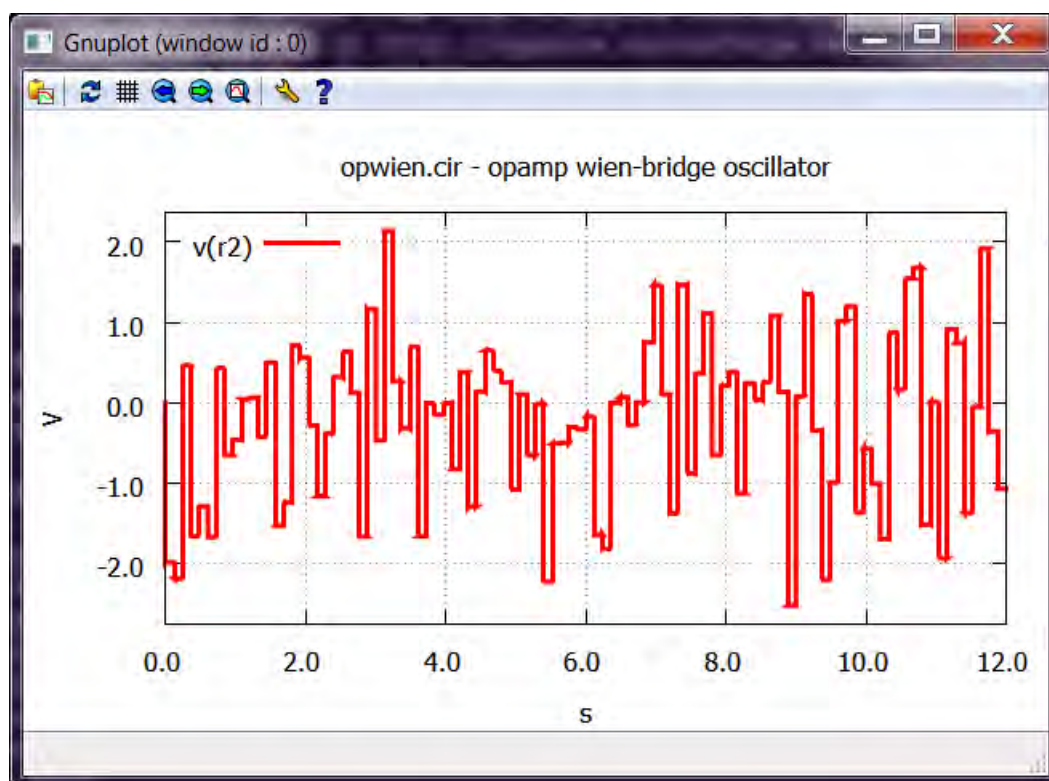 Gnuplot (window id : 0)
opwien.cir - opamp wien-bridge oscillator
v(r2)
2.0
1.0
0.0
-1.0
-2.0
V
0.0 2.0 4.0 6.0 8.0 10.0 12.0
s